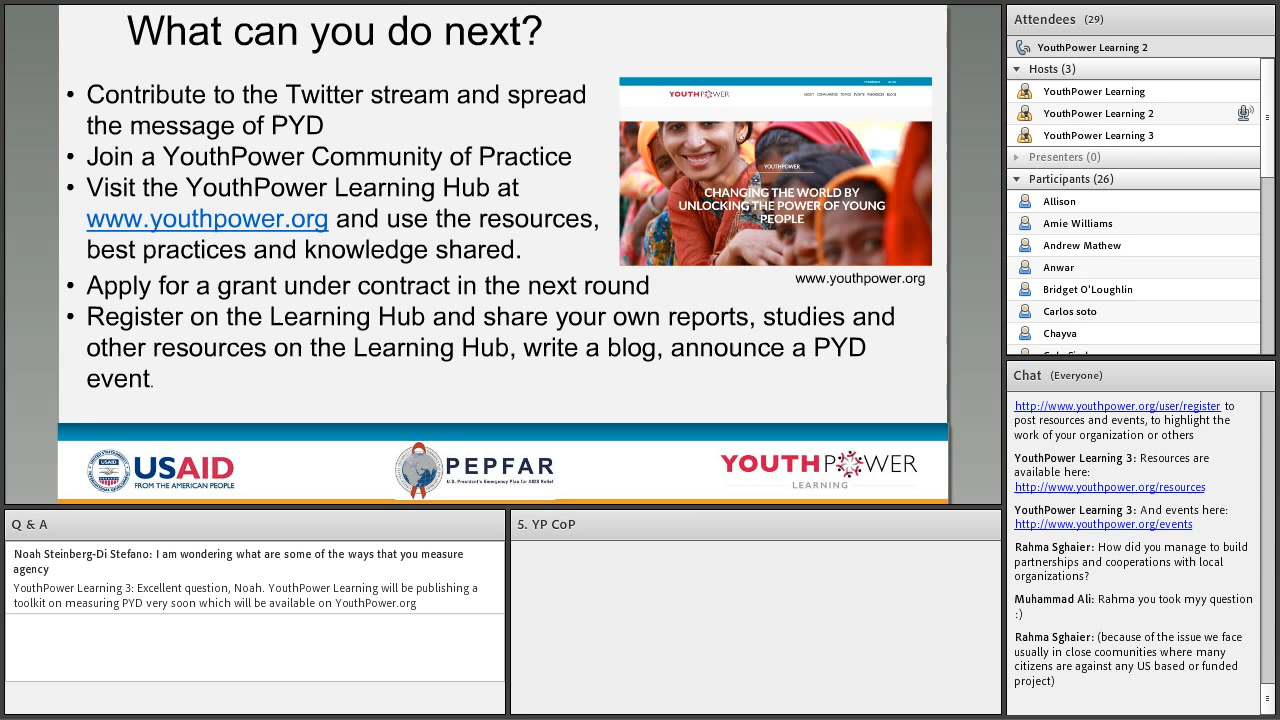 What can you do next?
• Contribute to the Twitter stream and spread
the message of PYD
• Join a YouthPower Community of Practice
• Visit the YouthPower Learning Hub at
www.youthpower.org and use the resources,
best practices and knowledge shared.
• Apply for a grant under contract in the next round
• Register on the Learning Hub and share your own reports, studies and
other resources on the Learning Hub, write a blog, announce a PYD
event.
YOUTHPOWER
ABOUT COMMUNITIES TOPICS EVENTS RESOURCES BLOGS
YOUTHPOWER
CHANGING THE WORLD BY
UNLOCKING THE POWER OF YOUNG
PEOPLE
www.youthpower.org
USAID
USAID
FROM THE AMERICAN PEOPLE
PEPFAR
U.S. President's Emergency Plan for AIDS Relief
YOUTHPOWER
LEARNING
Attendees (29)
YouthPower Learning 2
Hosts (3)
YouthPower Learning
YouthPower Learning 2
YouthPower Learning 3
Presenters (0)
Participants (26)
Allison
Amie Williams
Andrew Mathew
Anwar
Bridget O'Loughlin
Carlos soto
Chayva
Chat (Everyone)
http://www.youthpower.org/user/register to
post resources and events, to highlight the
work of your organization or others
YouthPower Learning 3: Resources are
available here:
http://www.youthpower.org/resources
YouthPower Learning 3: And events here:
http://www.youthpower.org/events
Rahma Sghaier: How did you manage to build
partnerships and cooperations with local
organizations?
Muhammad Ali: Rahma you took myy question
:)
Rahma Sghaier: (because of the issue we face
usually in close coomunities where many
citizens are against any US based or funded
project)
Q & A
Noah Steinberg-Di Stefano: I am wondering what are some of the ways that you measure
agency
YouthPower Learning 3: Excellent question, Noah. YouthPower Learning will be publishing a
toolkit on measuring PYD very soon which will be available on YouthPower.org
5. YP CoP